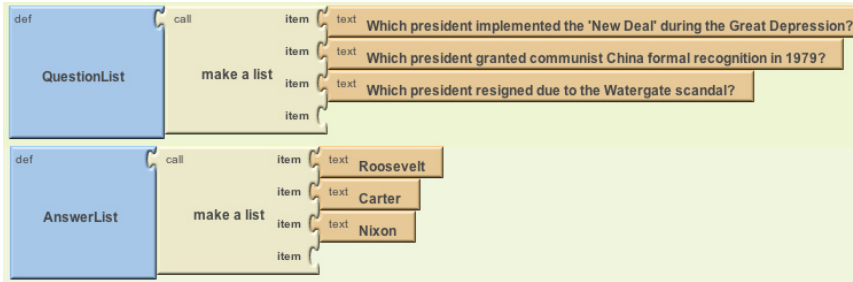 def call item text Which president implemented the 'New Deal' during the Great Depression?
item text Which president granted communist China formal recognition in 1979?
QuestionList make a list item text Which president resigned due to the Watergate scandal?
item
def call item text Roosevelt
item text Carter
AnswerList make a list item text Nixon
item